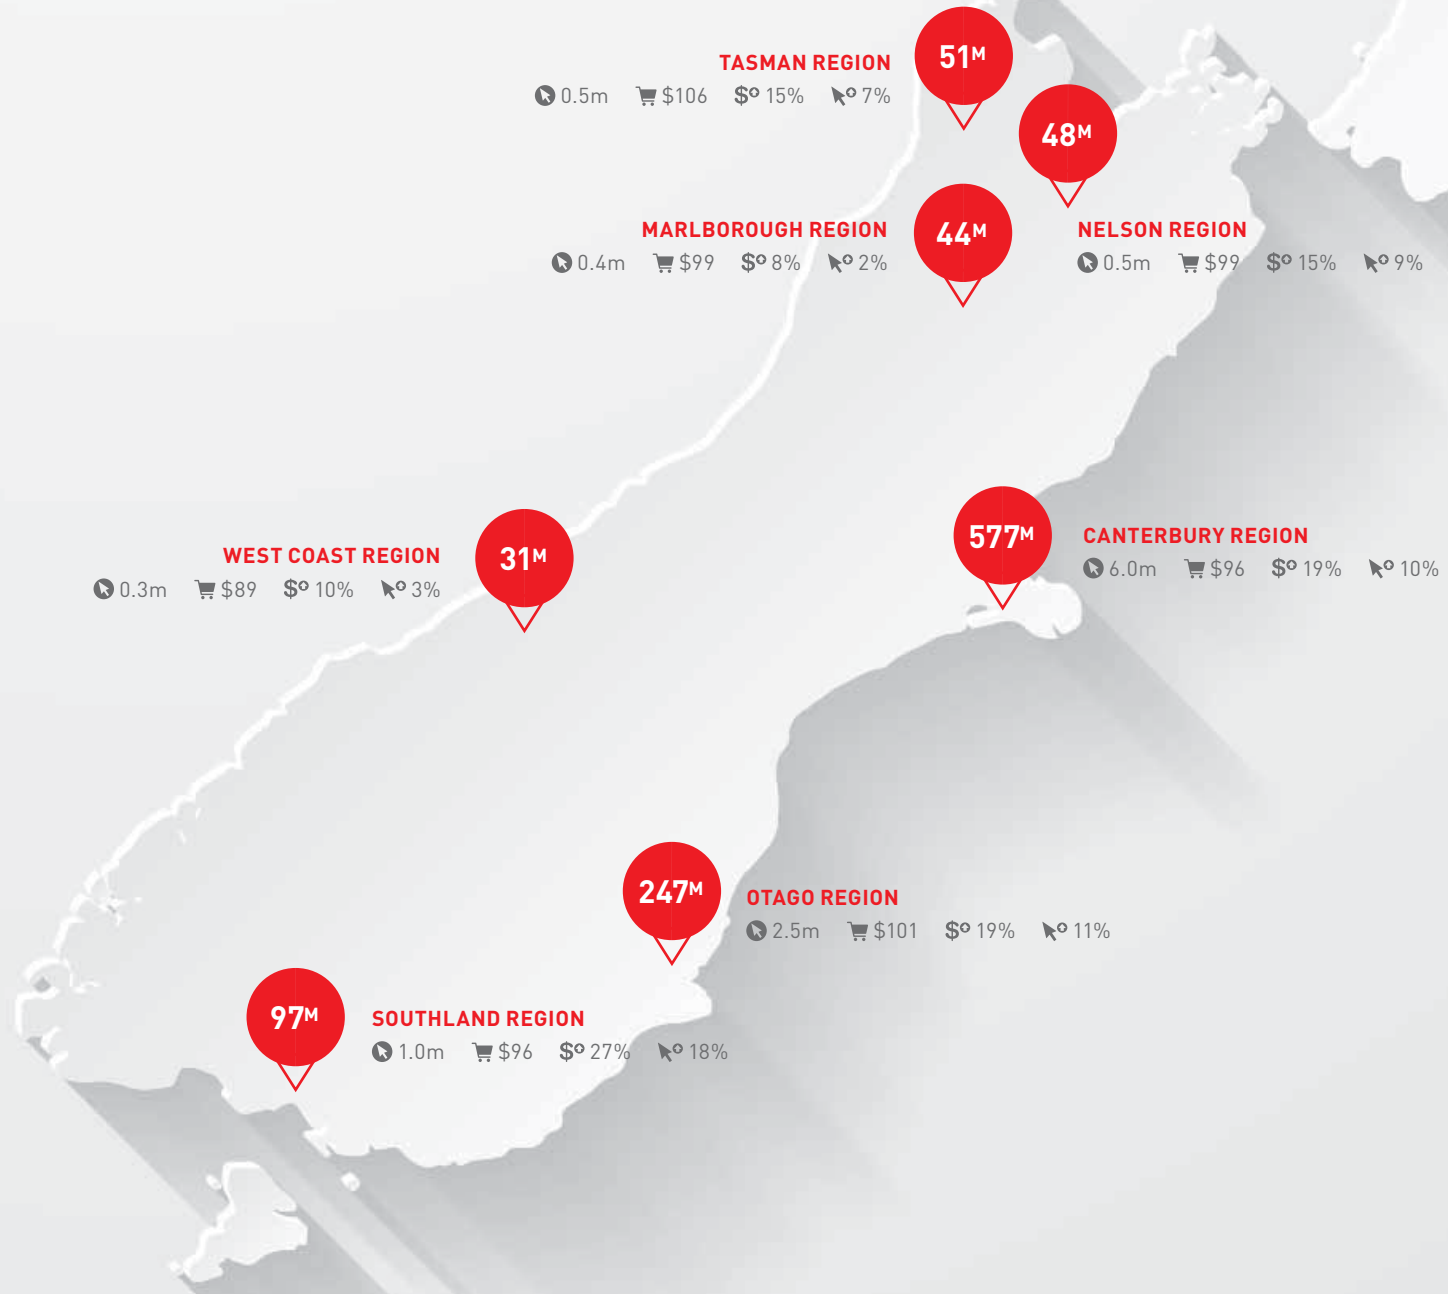 TASMAN REGION
51M
0.5m $106 $ 15% 7%
48M
MARLBOROUGH REGION
44M
NELSON REGION
0.4m $99 $ 8% 2%
0.5m $99 $ 15% 9%
577M
CANTERBURY REGION
WEST COAST REGION
31M
6.0m $96 $ 19% 10%
0.3m $89 $ 10% 3%
247M
OTAGO REGION
2.5m $101 $ 19% 11%
97M
SOUTHLAND REGION
1.0m $96 $ 27% 18%